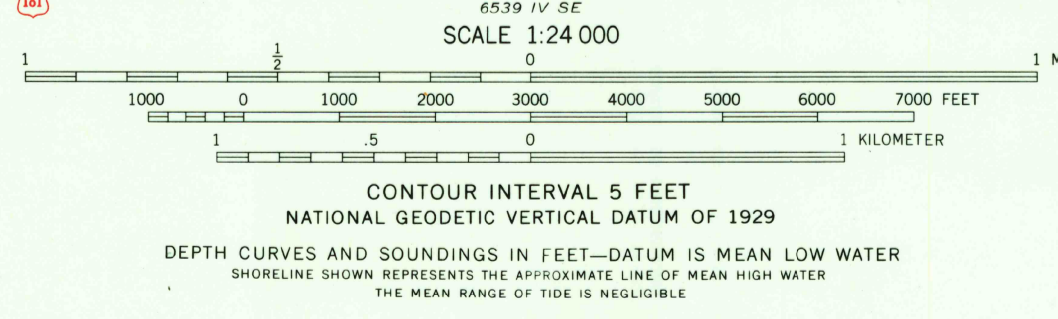 181
6539 IV SE
SCALE 1:24 000
1 1/2 0 1
1000 0 1000 2000 3000 4000 5000 6000 7000 FEET
1 .5 0 1 KILOMETER
CONTOUR INTERVAL 5 FEET
NATIONAL GEODETIC VERTICAL DATUM OF 1929
DEPTH CURVES AND SOUNDINGS IN FEET—DATUM IS MEAN LOW WATER
SHORELINE SHOWN REPRESENTS THE APPROXIMATE LINE OF MEAN HIGH WATER
THE MEAN RANGE OF TIDE IS NEGLIGIBLE